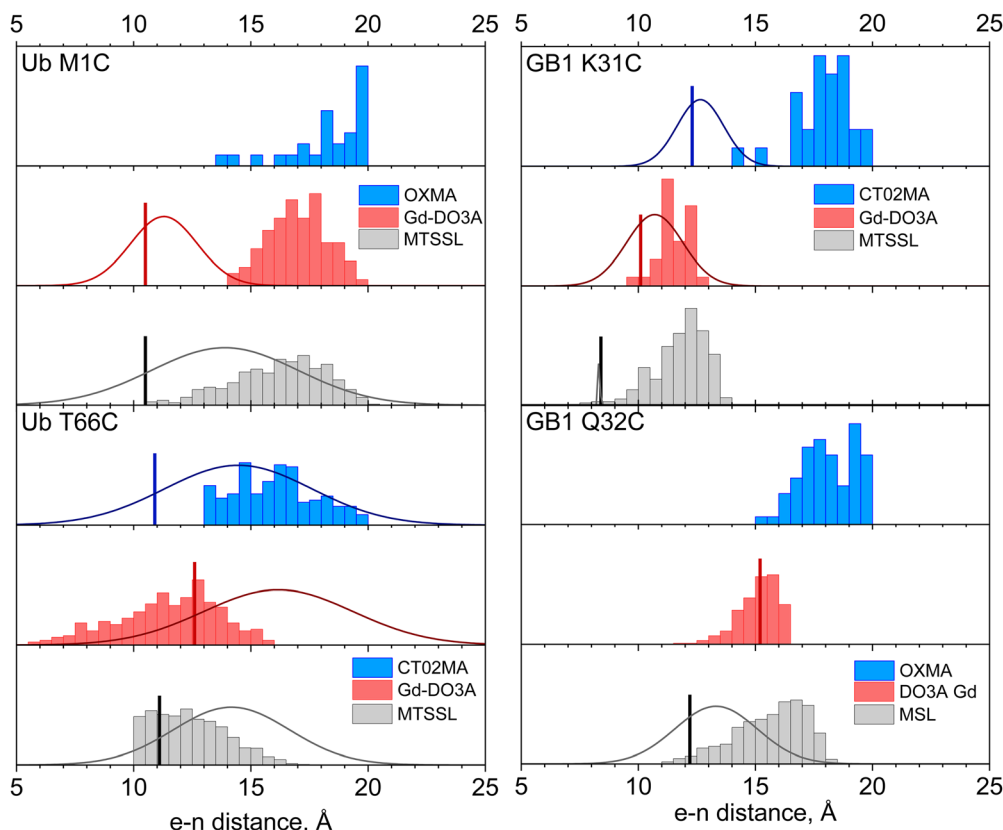 5 10 15 20 25
5 10 15 20 25
Ub M1C
OXMA
Gd-DO3A
MTSSL
Ub T66C
CT02MA
Gd-DO3A
MTSSL
5 10 15 20 25
e-n distance, Å
GB1 K31C
CT02MA
Gd-DO3A
MTSSL
GB1 Q32C
OXMA
DO3A Gd
MSL
5 10 15 20 25
e-n distance, Å